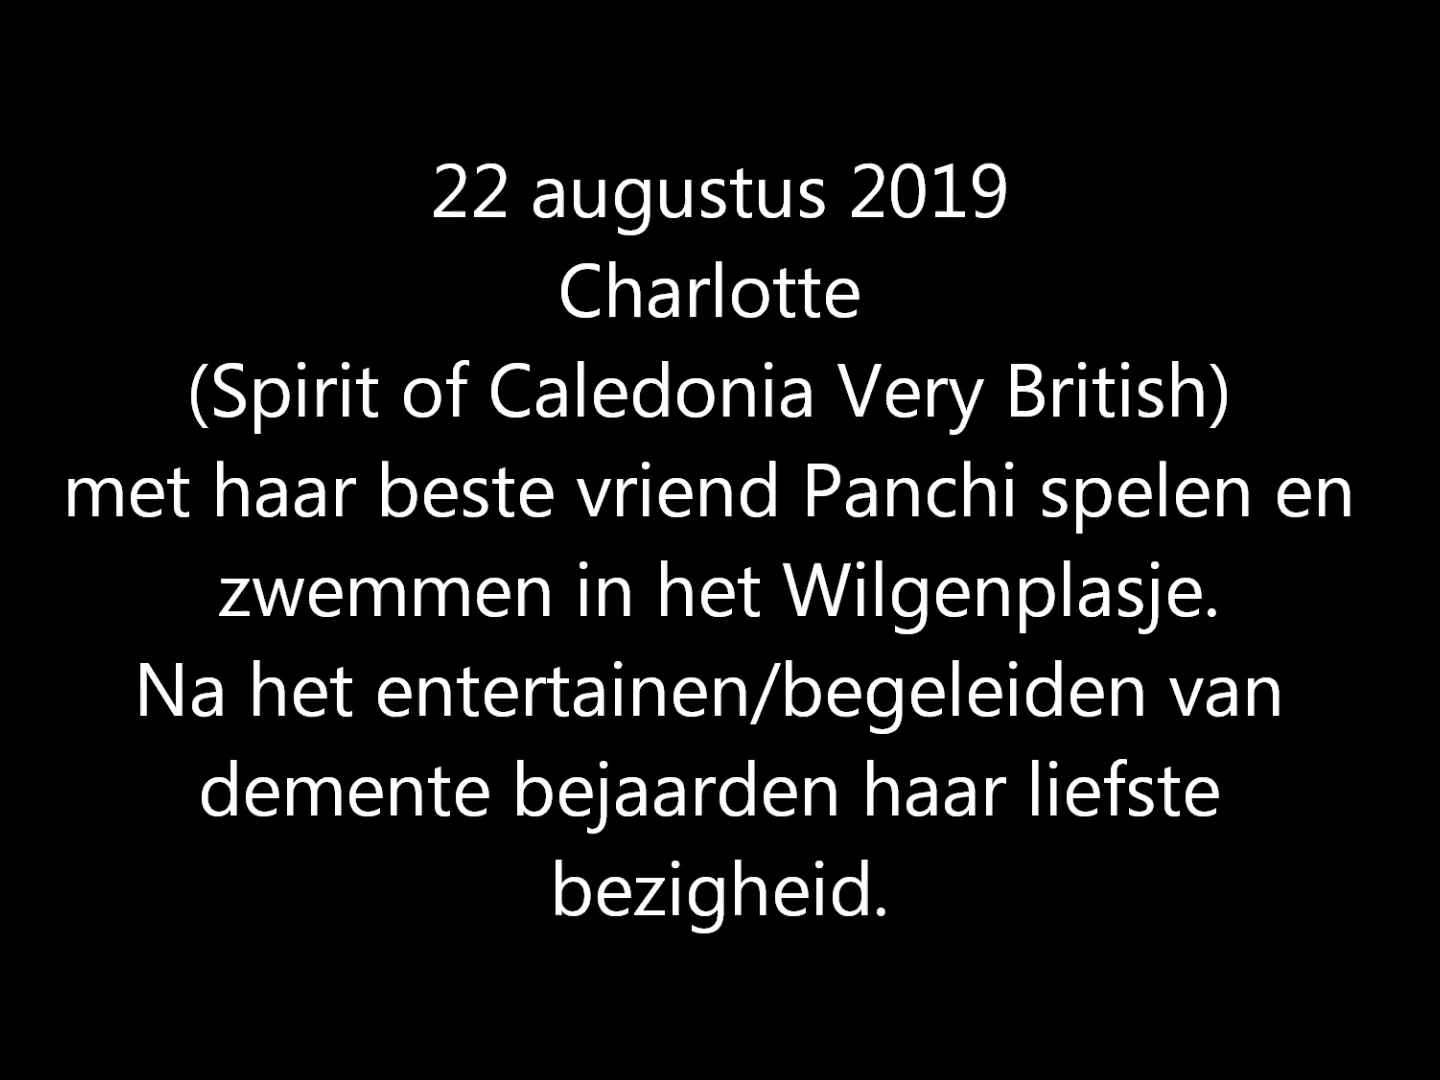 22 augustus 2019
Charlotte
(Spirit of Caledonia Very British)
met haar beste vriend Panchi spelen en
zwemmen in het Wilgenplasje.
Na het entertainen/begeleiden van
demente bejaarden haar liefste
bezigheid.